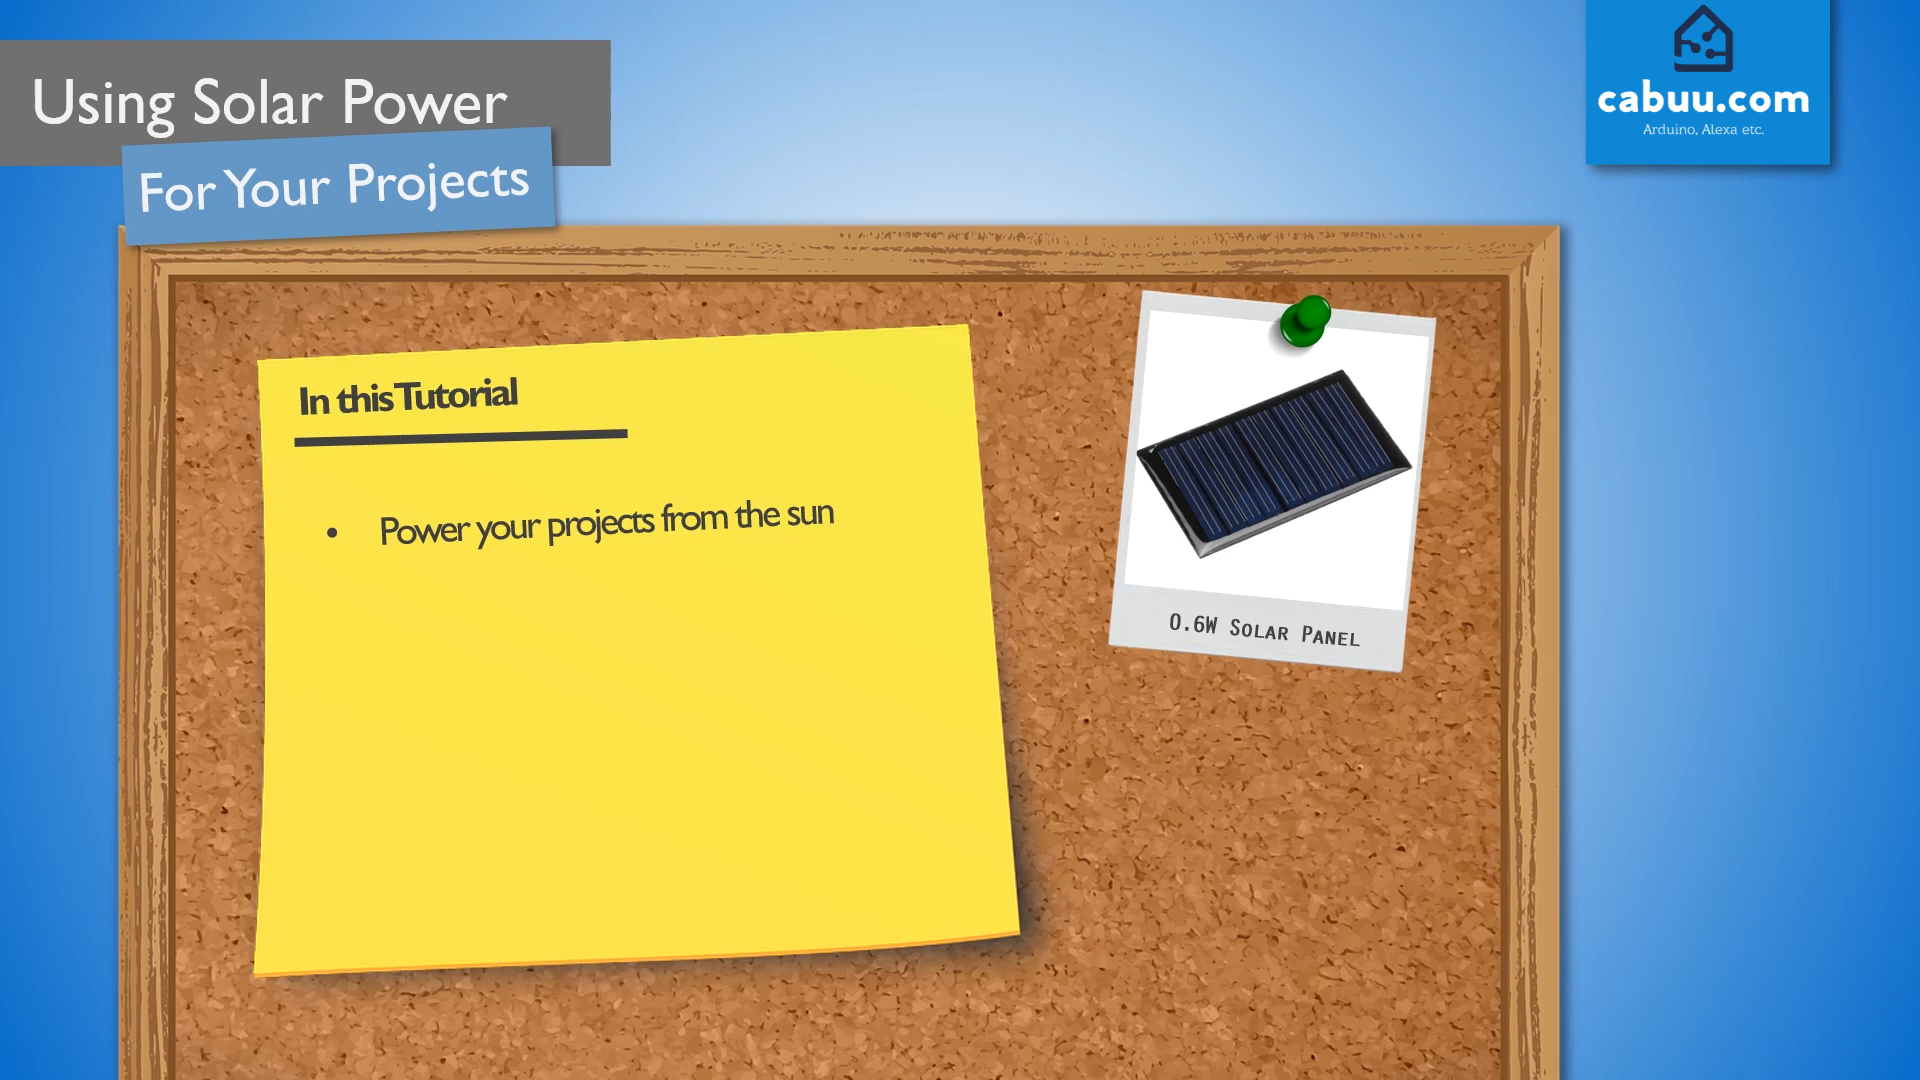 Using Solar Power
For Your Projects
cabuu.com
Arduino, Alexa etc.
In this Tutorial
• Power your projects from the sun
0.6W Solar Panel